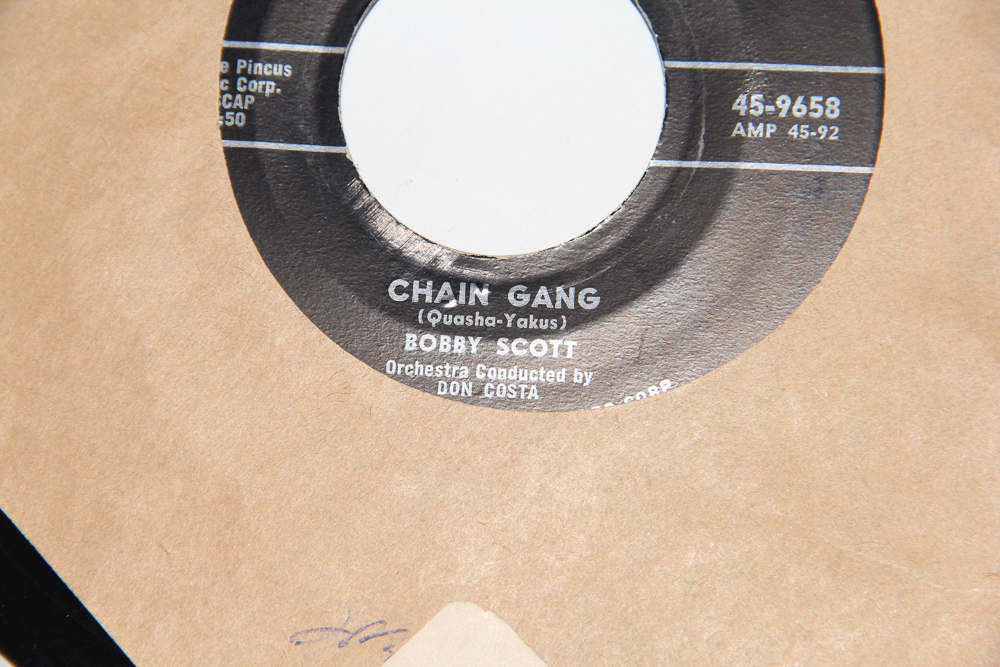 e Pincus
c Corp.
CAP
:50
45-9658
AMP 45-92
CHAIN GANG
(Quasha-Yakus)
BOBBY SCOTT
Orchestra Conducted by
DON COSTA